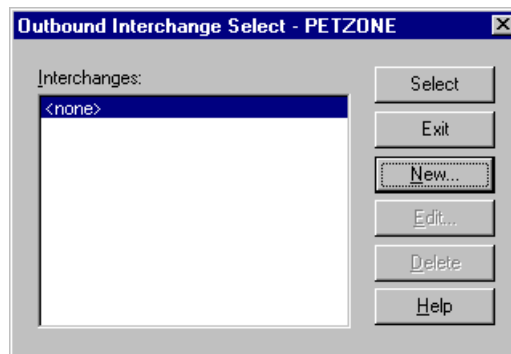 Outbound Interchange Select - PETZONE
Interchanges:
<none>
Select
Exit
New...
Edit...
Delete
Help